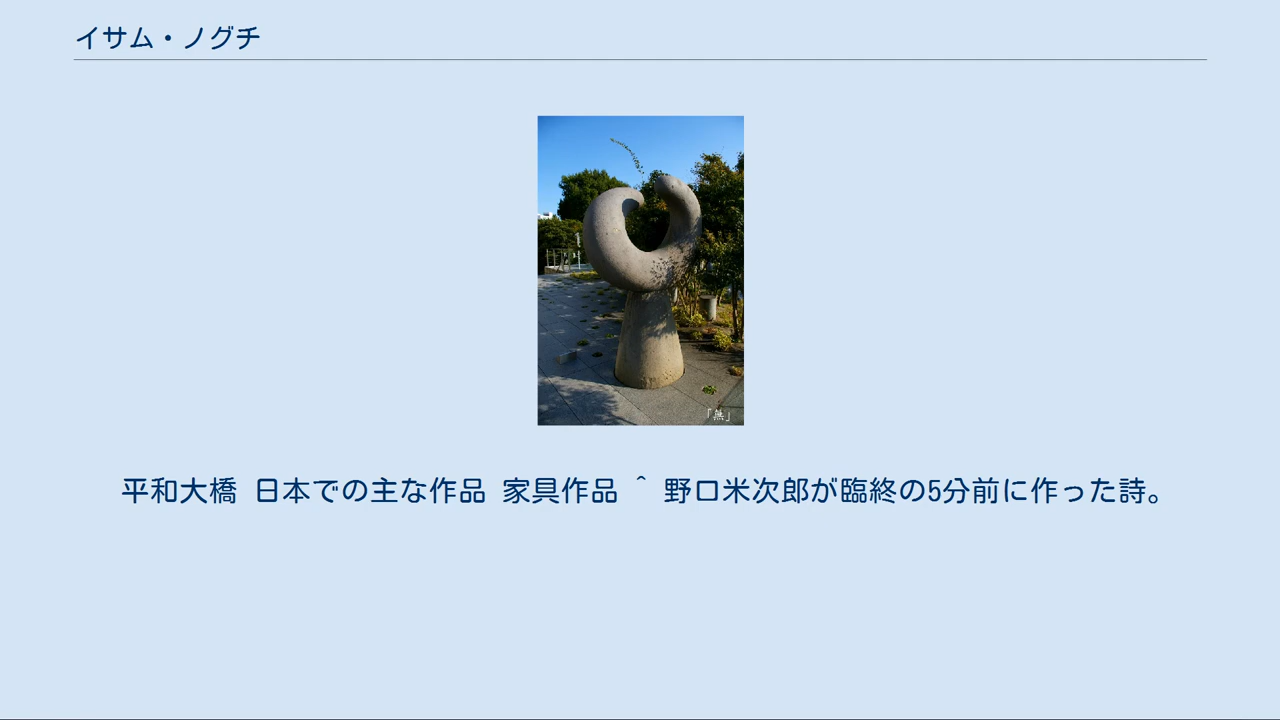 イサム・ノグチ
「無」
平和大橋 日本での主な作品 家具作品 ^ 野口米次郎が臨終の5分前に作った詩。